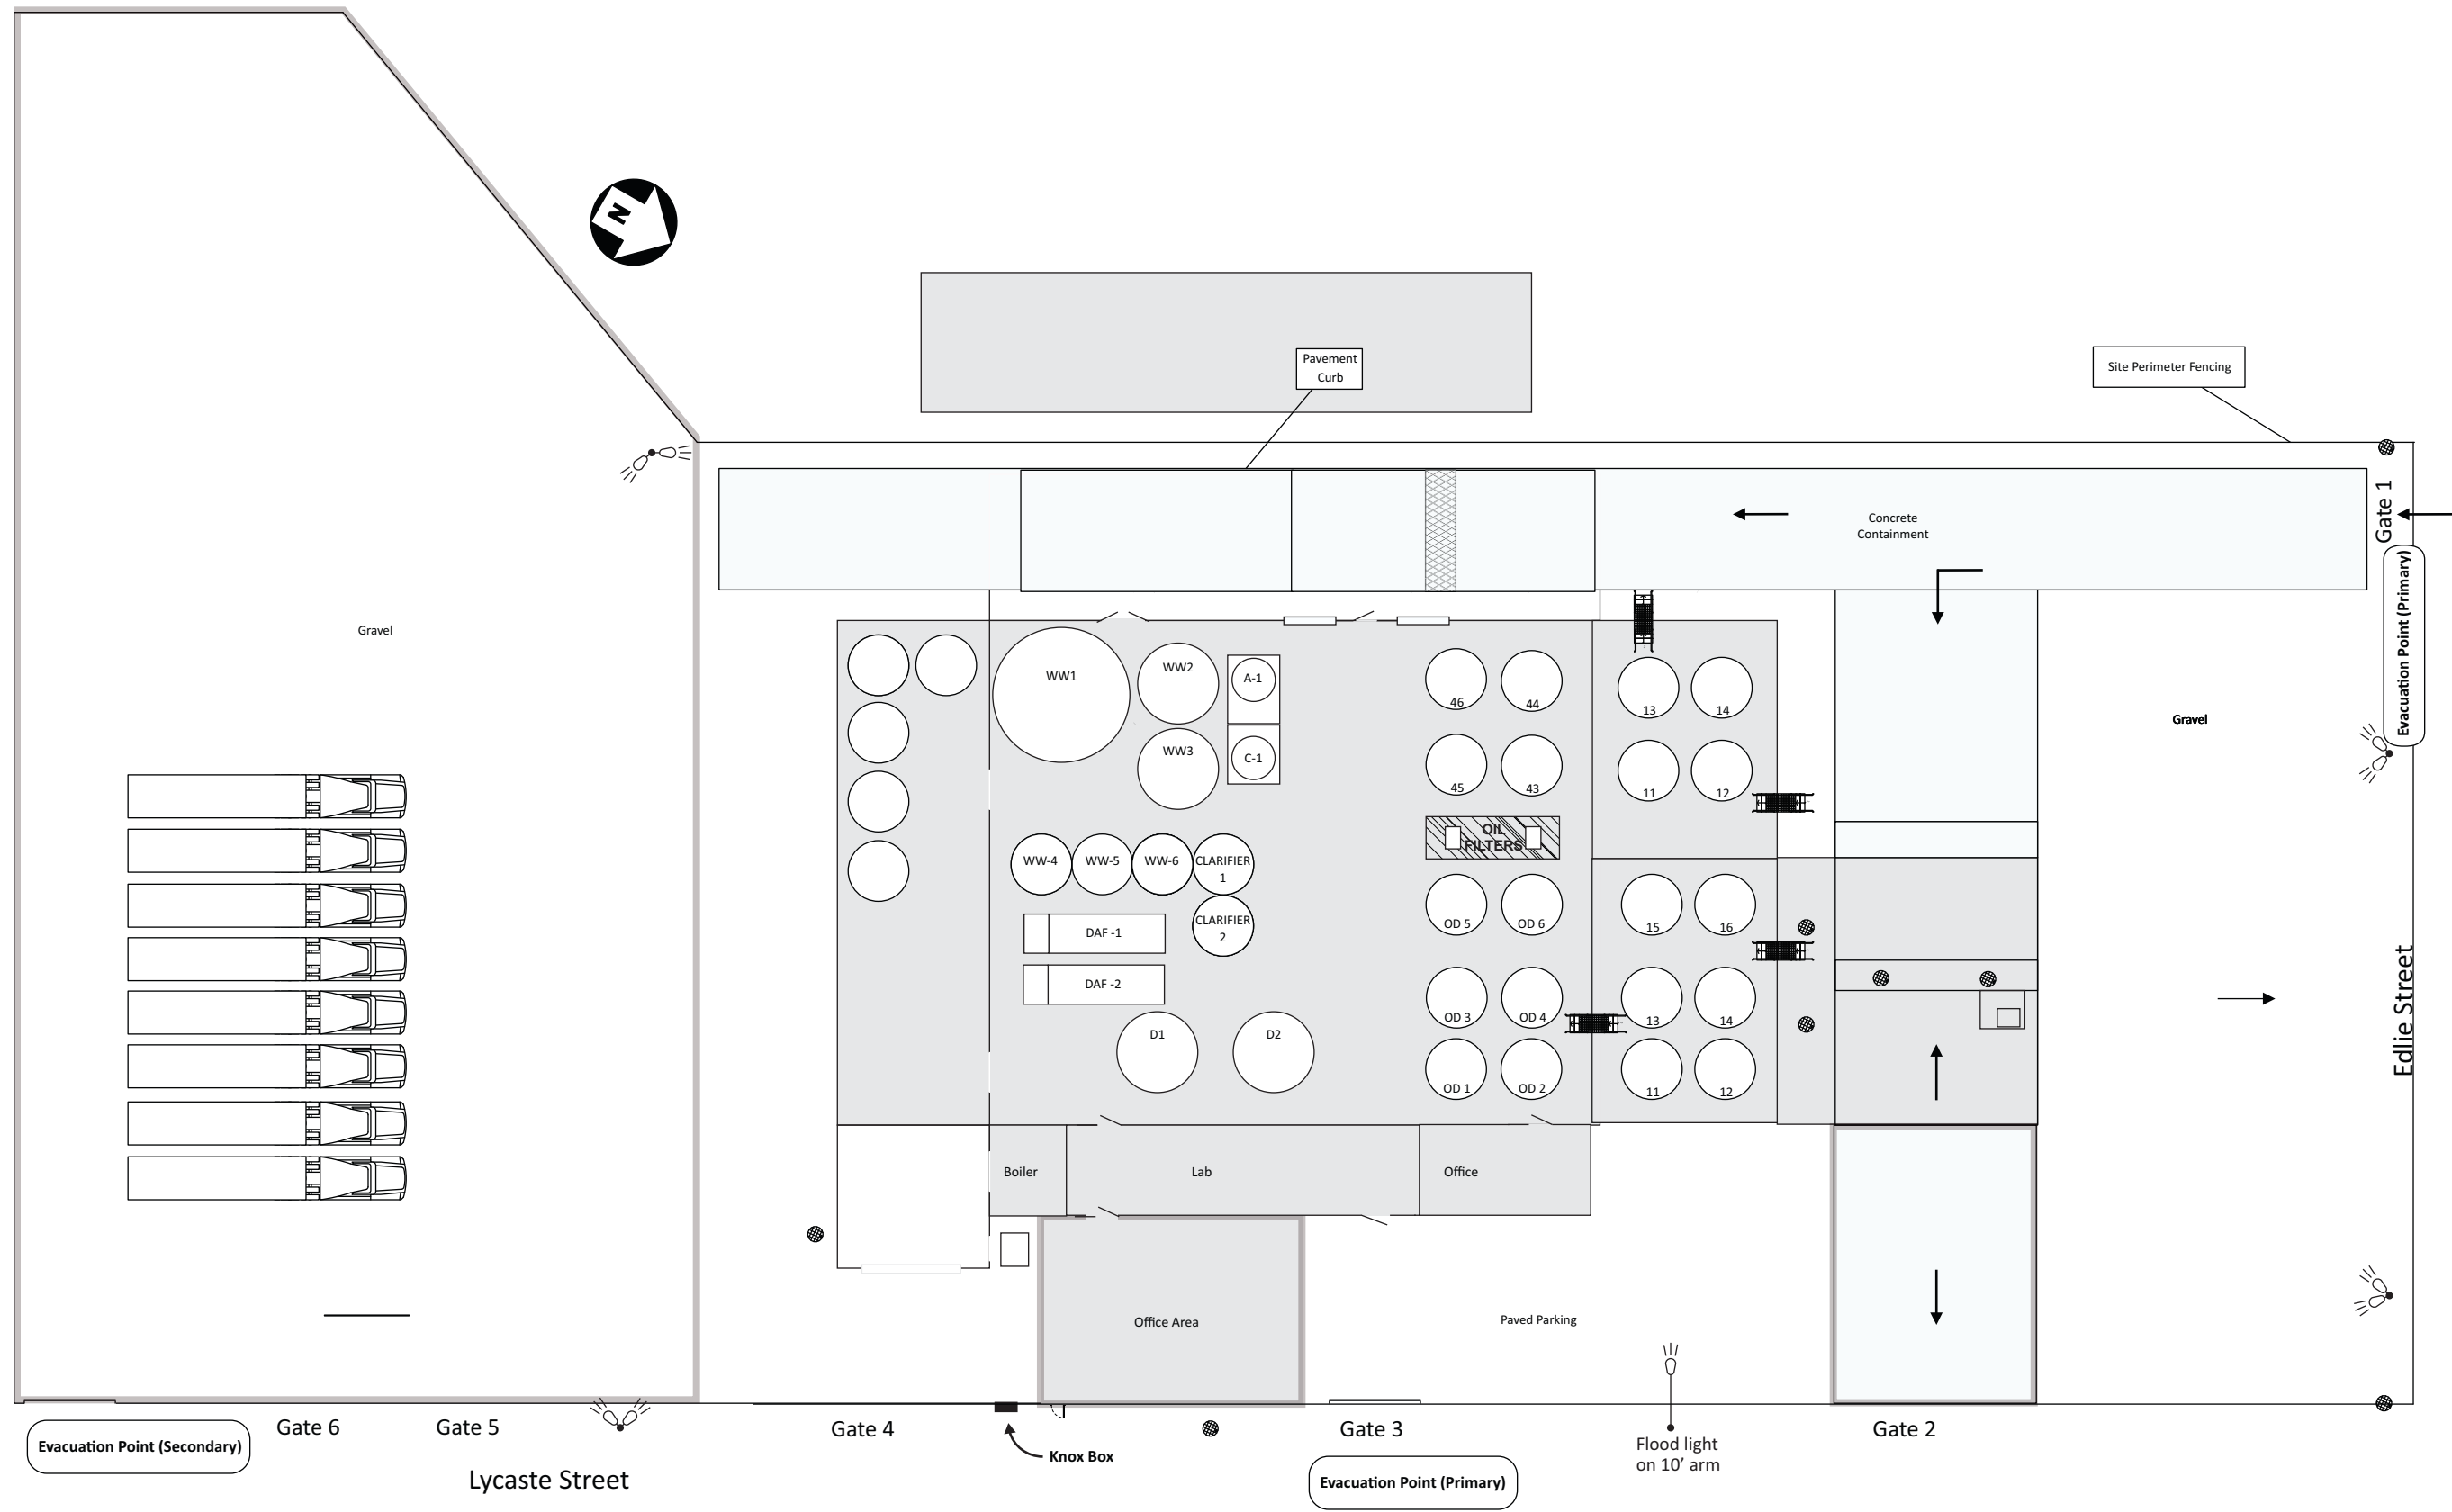 N
Pavement
Curb
Site Perimeter Fencing
Gate 1
Concrete
Containment
Evacuation Point (Primary)
Gravel
WW1
WW2
A-1
46
44
13
14
Gravel
WW3
C-1
45
43
11
12
OIL
FILTERS
WW-4
WW-5
WW-6
CLARIFIER
1
OD 5
OD 6
15
16
CLARIFIER
2
DAF -1
DAF -2
OD 3
OD 4
13
14
Edlie Street
D1
D2
OD 1
OD 2
11
12
Boiler
Lab
Office
Office Area
Paved Parking
Gate 6
Gate 5
Gate 4
Gate 3
Gate 2
Evacuation Point (Secondary)
Knox Box
Flood light
on 10’ arm
Lycaste Street
Evacuation Point (Primary)